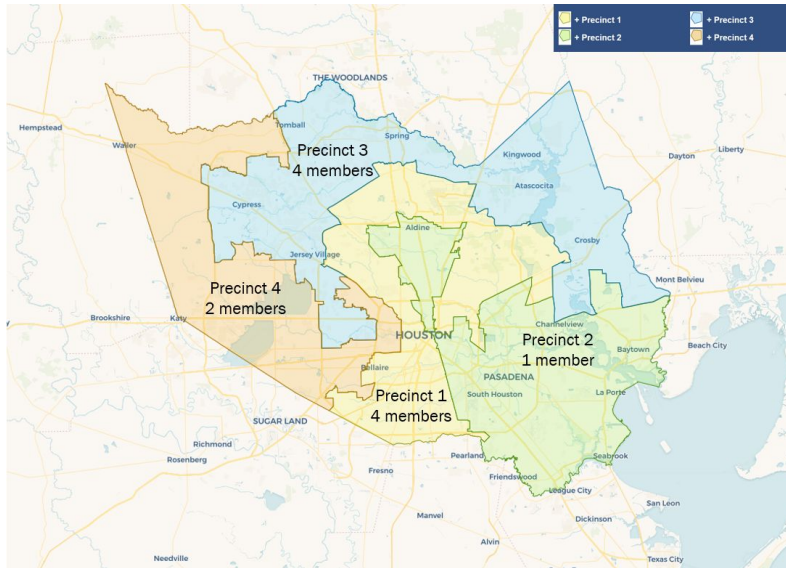 + Precinct 1
+ Precinct 3
+ Precinct 2
+ Precinct 4
THE WOODLANDS
Hempstead
Tomball
Spring
Waller
Precinct 3
4 members
Kingwood
Dayton
Liberty
Atascocita
Cypress
Aldine
Crosby
Jersey Village
Mont Belvieu
Precinct 4
2 members
Brookshire
Katy
HOUSTON
Channelview
Precinct 2
1 member
Baytown
Beach City
Bellaire
PASADENA
Precinct 1
4 members
South Houston
La Porte
SUGAR LAND
Richmond
Rosenberg
Pearland
Seabrook
Fresno
Friendswood
League City
San Leon
Manvel
Dickinson
Needville
Alvin
Texas City